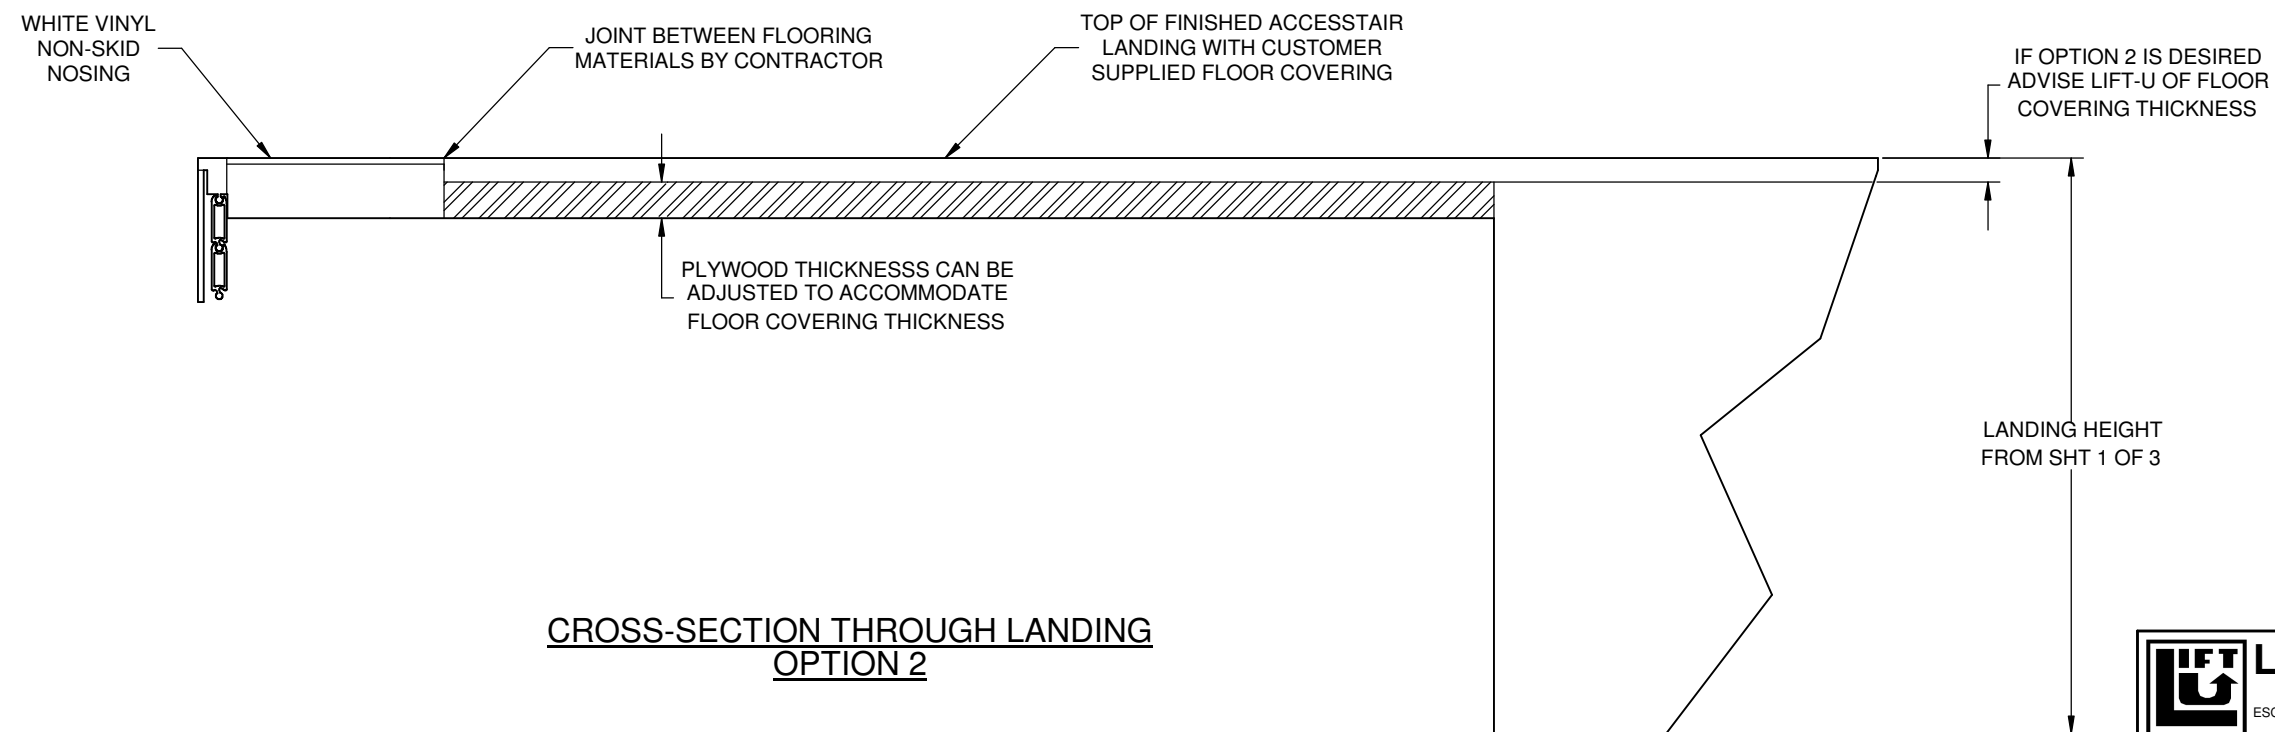 WHITE VINYL
NON-SKID
NOSING
JOINT BETWEEN FLOORING
MATERIALS BY CONTRACTOR
TOP OF FINISHED ACCESSTAIR
LANDING WITH CUSTOMER
SUPPLIED FLOOR COVERING
IF OPTION 2 IS DESIRED
ADVISE LIFT-U OF FLOOR
COVERING THICKNESS
PLYWOOD THICKNESSS CAN BE
ADJUSTED TO ACCOMMODATE
FLOOR COVERING THICKNESS
LANDING HEIGHT
FROM SHT 1 OF 3
CROSS-SECTION THROUGH LANDING
OPTION 2
LIFT
U